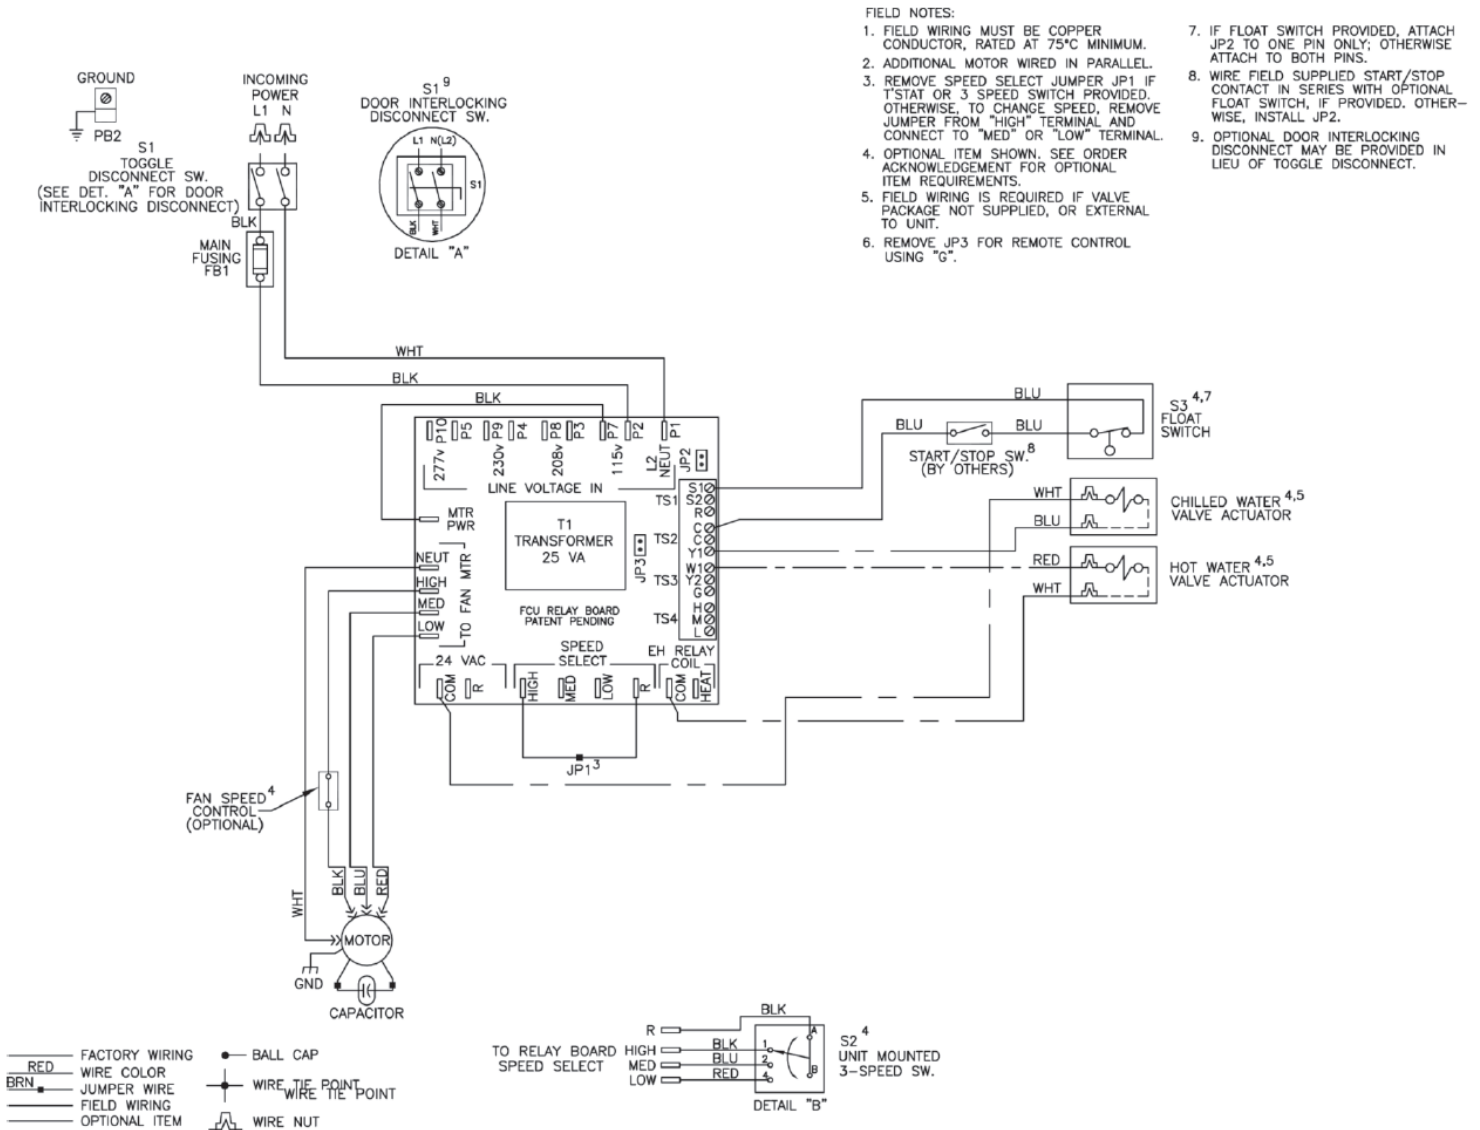 FIELD NOTES:
1. FIELD WIRING MUST BE COPPER
CONDUCTOR, RATED AT 75°C MINIMUM.
2. ADDITIONAL MOTOR WIRED IN PARALLEL.
3. REMOVE SPEED SELECT JUMPER JP1 IF
T'STAT OR 3 SPEED SWITCH PROVIDED.
OTHERWISE, TO CHANGE SPEED, REMOVE
JUMPER FROM "HIGH" TERMINAL AND
CONNECT TO "MED" OR "LOW" TERMINAL.
4. OPTIONAL ITEM SHOWN. SEE ORDER
ACKNOWLEDGEMENT FOR OPTIONAL
ITEM REQUIREMENTS.
5. FIELD WIRING IS REQUIRED IF VALVE
PACKAGE NOT SUPPLIED, OR EXTERNAL
TO UNIT.
6. REMOVE JP3 FOR REMOTE CONTROL
USING "G".
7. IF FLOAT SWITCH PROVIDED, ATTACH
JP2 TO ONE PIN ONLY; OTHERWISE
ATTACH TO BOTH PINS.
8. WIRE FIELD SUPPLIED START/STOP
CONTACT IN SERIES WITH OPTIONAL
FLOAT SWITCH, IF PROVIDED. OTHER-
WISE, INSTALL JP2.
9. OPTIONAL DOOR INTERLOCKING
DISCONNECT MAY BE PROVIDED IN
LIEU OF TOGGLE DISCONNECT.
GROUND
PB2
INCOMING
POWER
L1 N
S1
TOGGLE
DISCONNECT SW.
(SEE DET. "A" FOR DOOR
INTERLOCKING DISCONNECT)
BLK
MAIN
FUSING
FB1
S1 9
DOOR INTERLOCKING
DISCONNECT SW.
L1 N(L2)
S1
BLK
WHT
DETAIL "A"
WHT
BLK
BLK
P10
P5
P9
P4
P8
P3
P7
P2
P1
277v
230v
208v
115v
L2
NEUT
JP2
LINE VOLTAGE IN
MTR
PWR
T1
TRANSFORMER
25 VA
JP3
FCU RELAY BOARD
PATENT PENDING
NEUT
HIGH
MED
LOW
TO FAN MTR
TS1
S1
S2
R
TS2
C
C
Y1
TS3
W1
Y2
G
TS4
H
M
L
24 VAC
COM
R
SPEED
SELECT
HIGH
MED
LOW
R
EH RELAY
COIL
COM
HEAT
JP1 3
BLU
BLU
BLU
S3 4,7
FLOAT
SWITCH
START/STOP SW. 8
(BY OTHERS)
WHT
BLU
CHILLED WATER 4,5
VALVE ACTUATOR
RED
WHT
HOT WATER 4,5
VALVE ACTUATOR
FAN SPEED 4
CONTROL
(OPTIONAL)
WHT
BLK
BLU
RED
MOTOR
GND
CAPACITOR
FACTORY WIRING
RED
WIRE COLOR
BRN
JUMPER WIRE
FIELD WIRING
OPTIONAL ITEM
BALL CAP
WIRE TIE POINT
WIRE TIE POINT
WIRE NUT
TO RELAY BOARD
SPEED SELECT
R
HIGH
MED
LOW
BLK
BLK
BLU
RED
1
2
4
A
B
S2 4
UNIT MOUNTED
3-SPEED SW.
DETAIL "B"